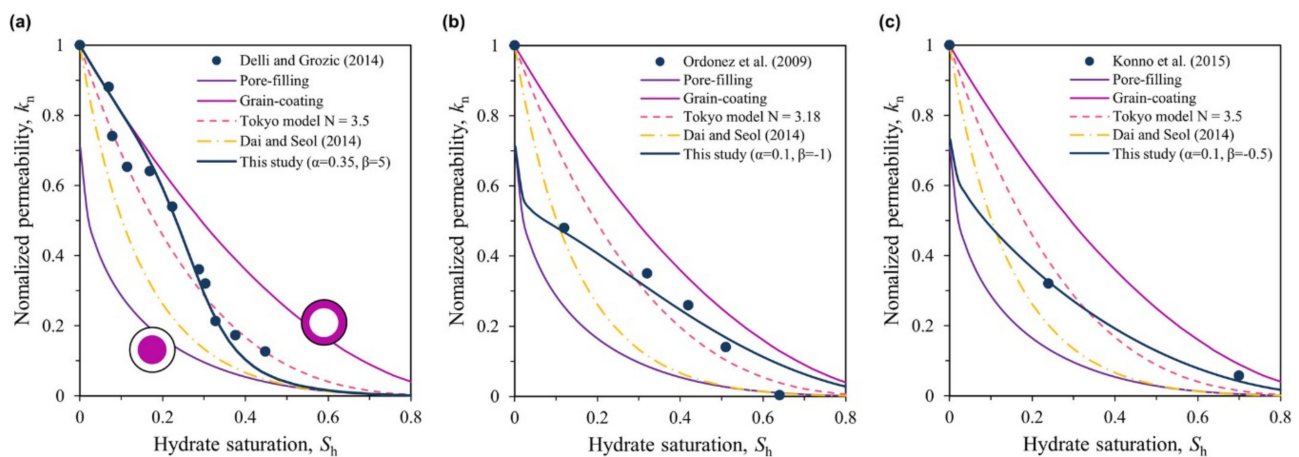 (a)
1
0.8
0.6
0.4
0.2
0
0
0.2
0.4
0.6
0.8
Nomalized permeability, kn
Hydrate saturation, Sh
Delli and Grozic (2014)
Pore-filling
Grain-coating
Tokyo model N = 3.5
Dai and Seol (2014)
This study (α=0.35, β=5)
(b)
1
0.8
0.6
0.4
0.2
0
0
0.2
0.4
0.6
0.8
Nomalized permeability, kn
Hydrate saturation, Sh
Ordonez et al. (2009)
Pore-filling
Grain-coating
Tokyo model N = 3.18
Dai and Seol (2014)
This study (α=0.1, β=-1)
(c)
1
0.8
0.6
0.4
0.2
0
0
0.2
0.4
0.6
0.8
Nomalized permeability, kn
Hydrate saturation, Sh
Konno et al. (2015)
Pore-filling
Grain-coating
Tokyo model N = 3.5
Dai and Seol (2014)
This study (α=0.1, β=-0.5)